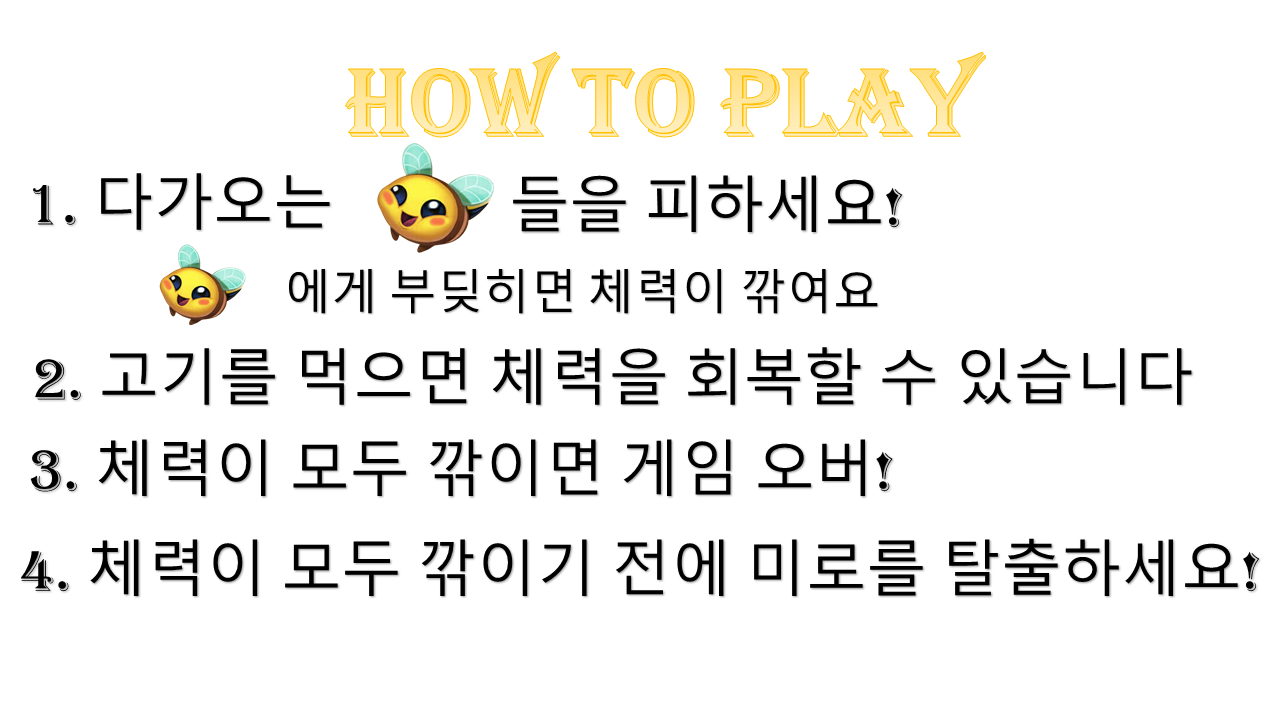 HOW TO PLAY
1. 다가오는 들을 피하세요!
에게 부딪히면 체력이 깎여요
2. 고기를 먹으면 체력을 회복할 수 있습니다
3. 체력이 모두 깎이면 게임 오버!
4. 체력이 모두 깎이기 전에 미로를 탈출하세요!